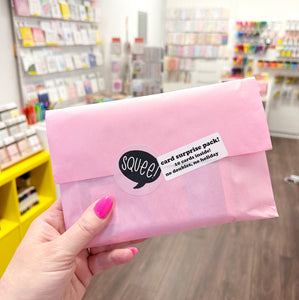 SQUEE!
card surprise pack!
10 cards inside!
no doubles, no holiday